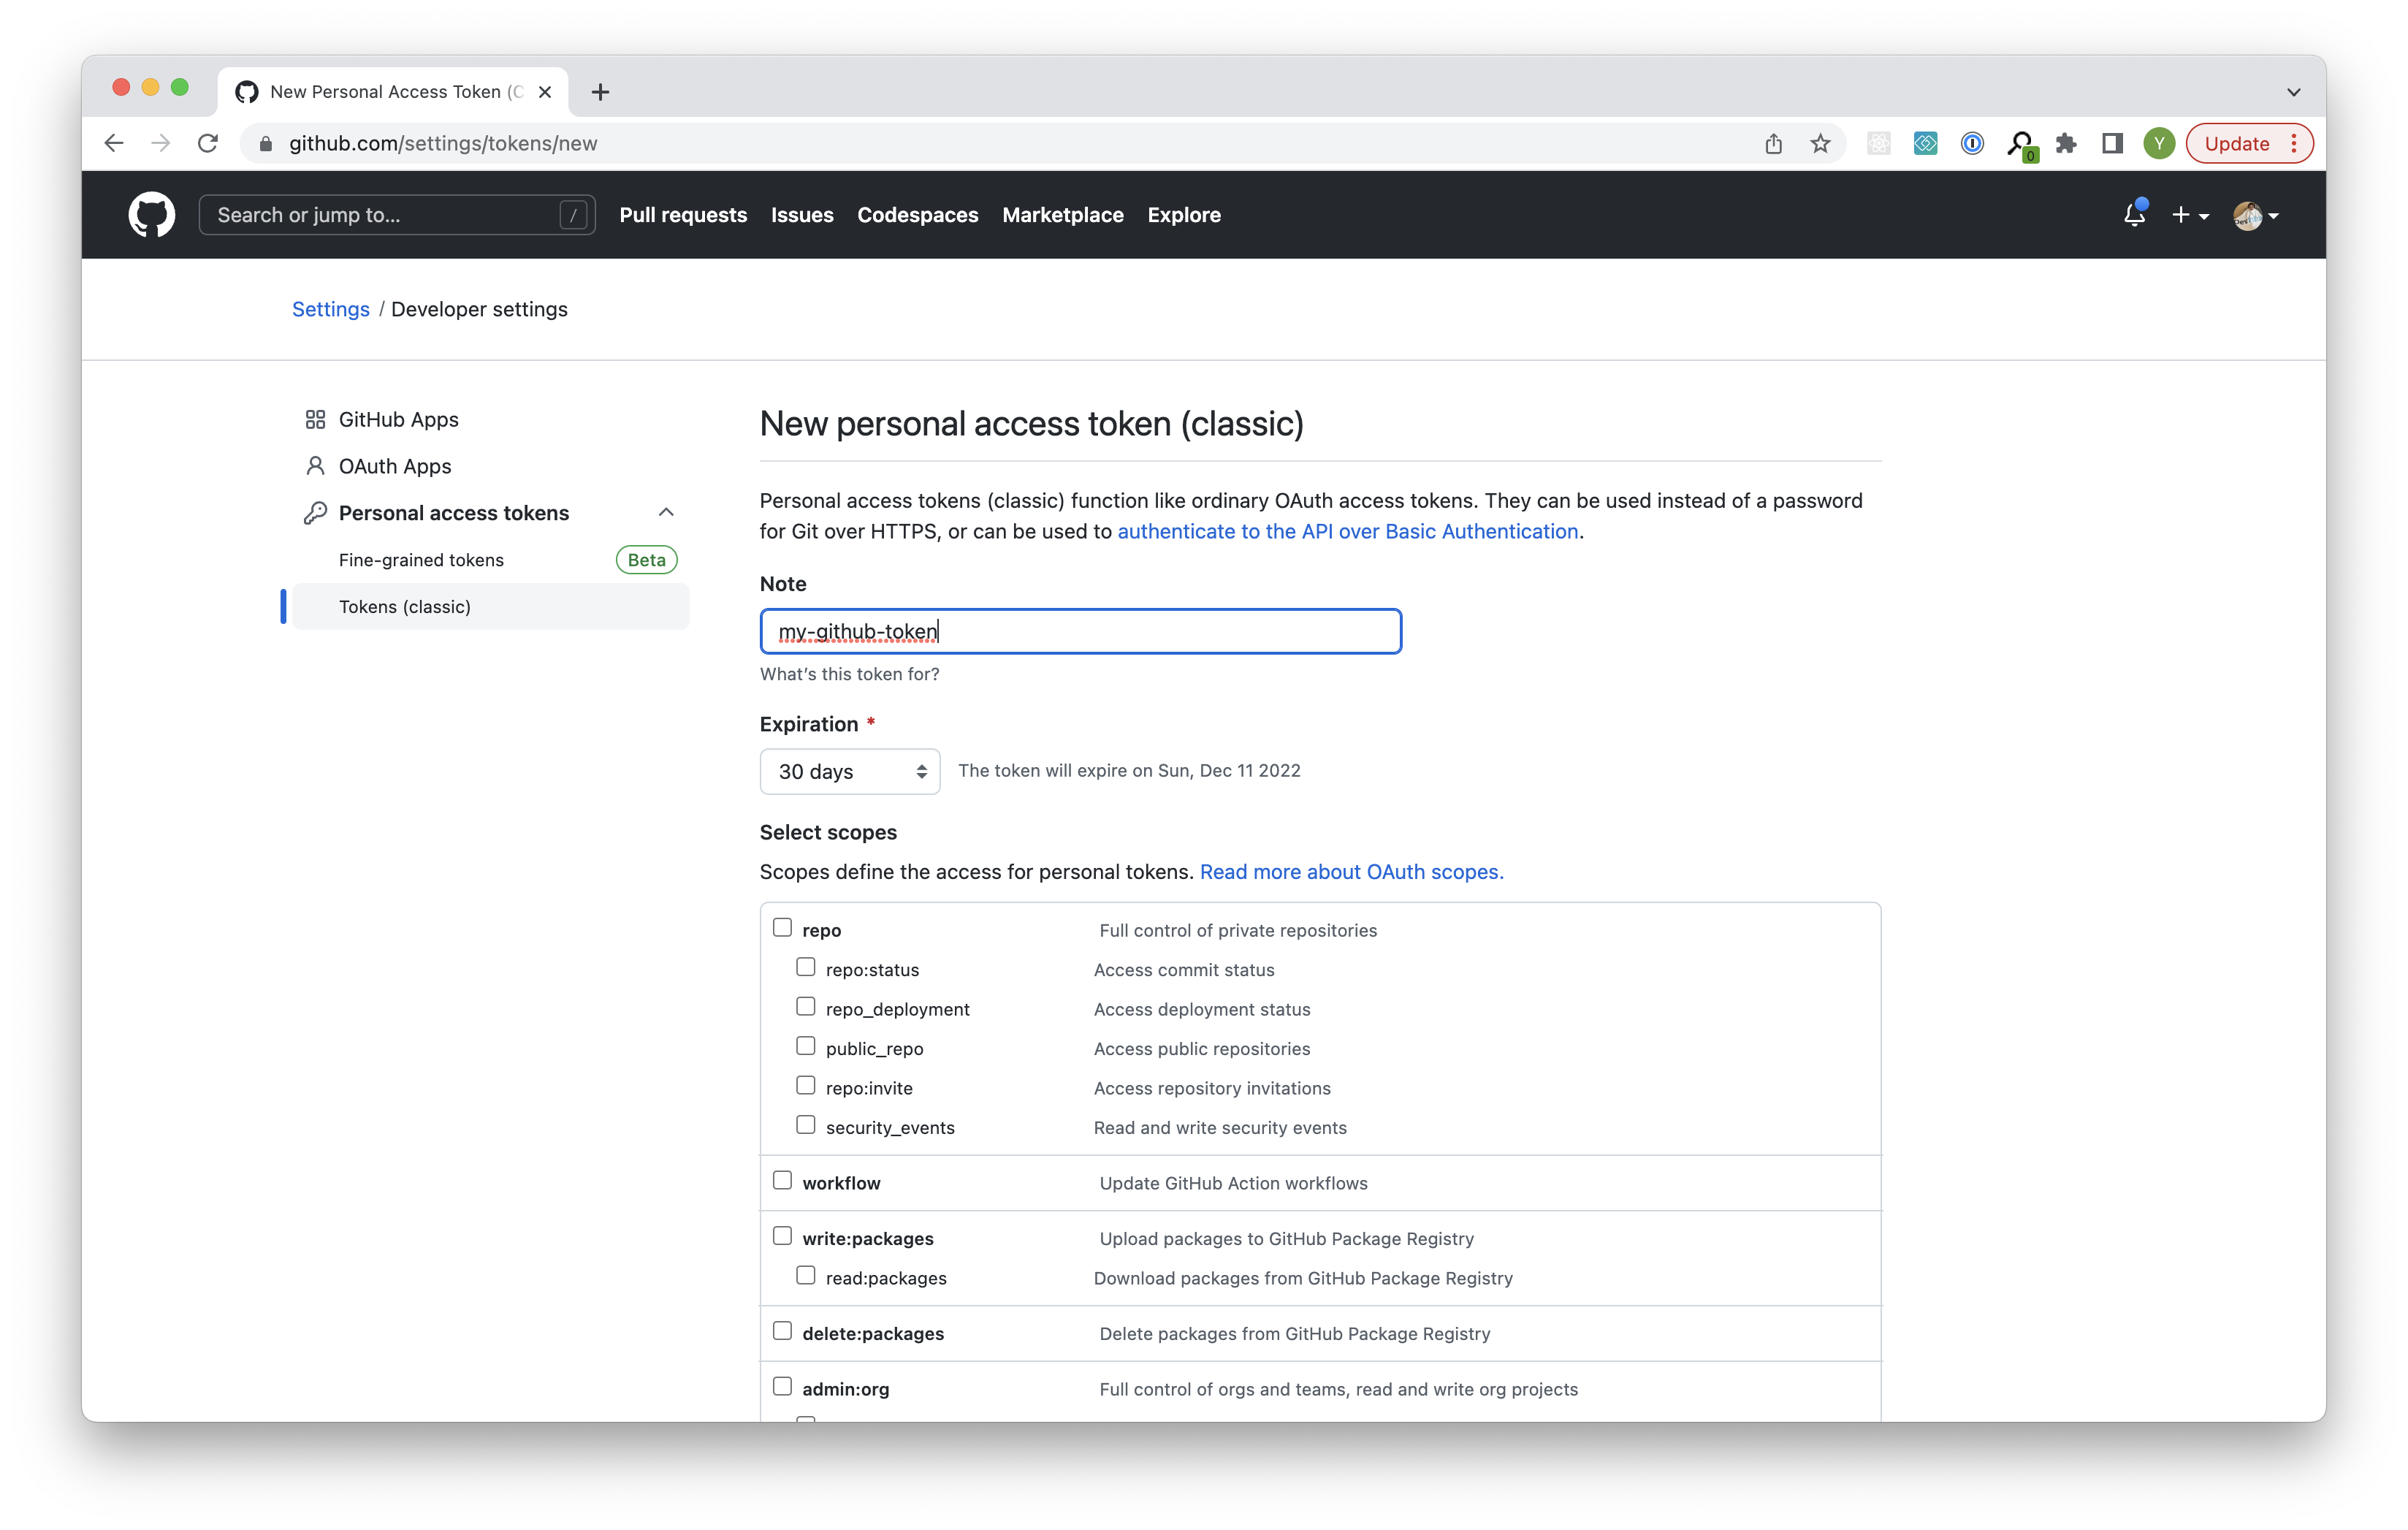 New Personal Access Token (C
github.com/settings/tokens/new
0
Y
Update
Search or jump to...
/
Pull requests
Issues
Codespaces
Marketplace
Explore
Settings / Developer settings
GitHub Apps
OAuth Apps
Personal access tokens
Fine-grained tokens
Beta
Tokens (classic)
New personal access token (classic)
Personal access tokens (classic) function like ordinary OAuth access tokens. They can be used instead of a password
for Git over HTTPS, or can be used to authenticate to the API over Basic Authentication.
Note
my-github-token
What's this token for?
Expiration *
30 days
The token will expire on Sun, Dec 11 2022
Select scopes
Scopes define the access for personal tokens. Read more about OAuth scopes.
repo Full control of private repositories
repo:status Access commit status
repo_deployment Access deployment status
public_repo Access public repositories
repo:invite Access repository invitations
security_events Read and write security events
workflow Update GitHub Action workflows
write:packages Upload packages to GitHub Package Registry
read:packages Download packages from GitHub Package Registry
delete:packages Delete packages from GitHub Package Registry
admin:org Full control of orgs and teams, read and write org projects